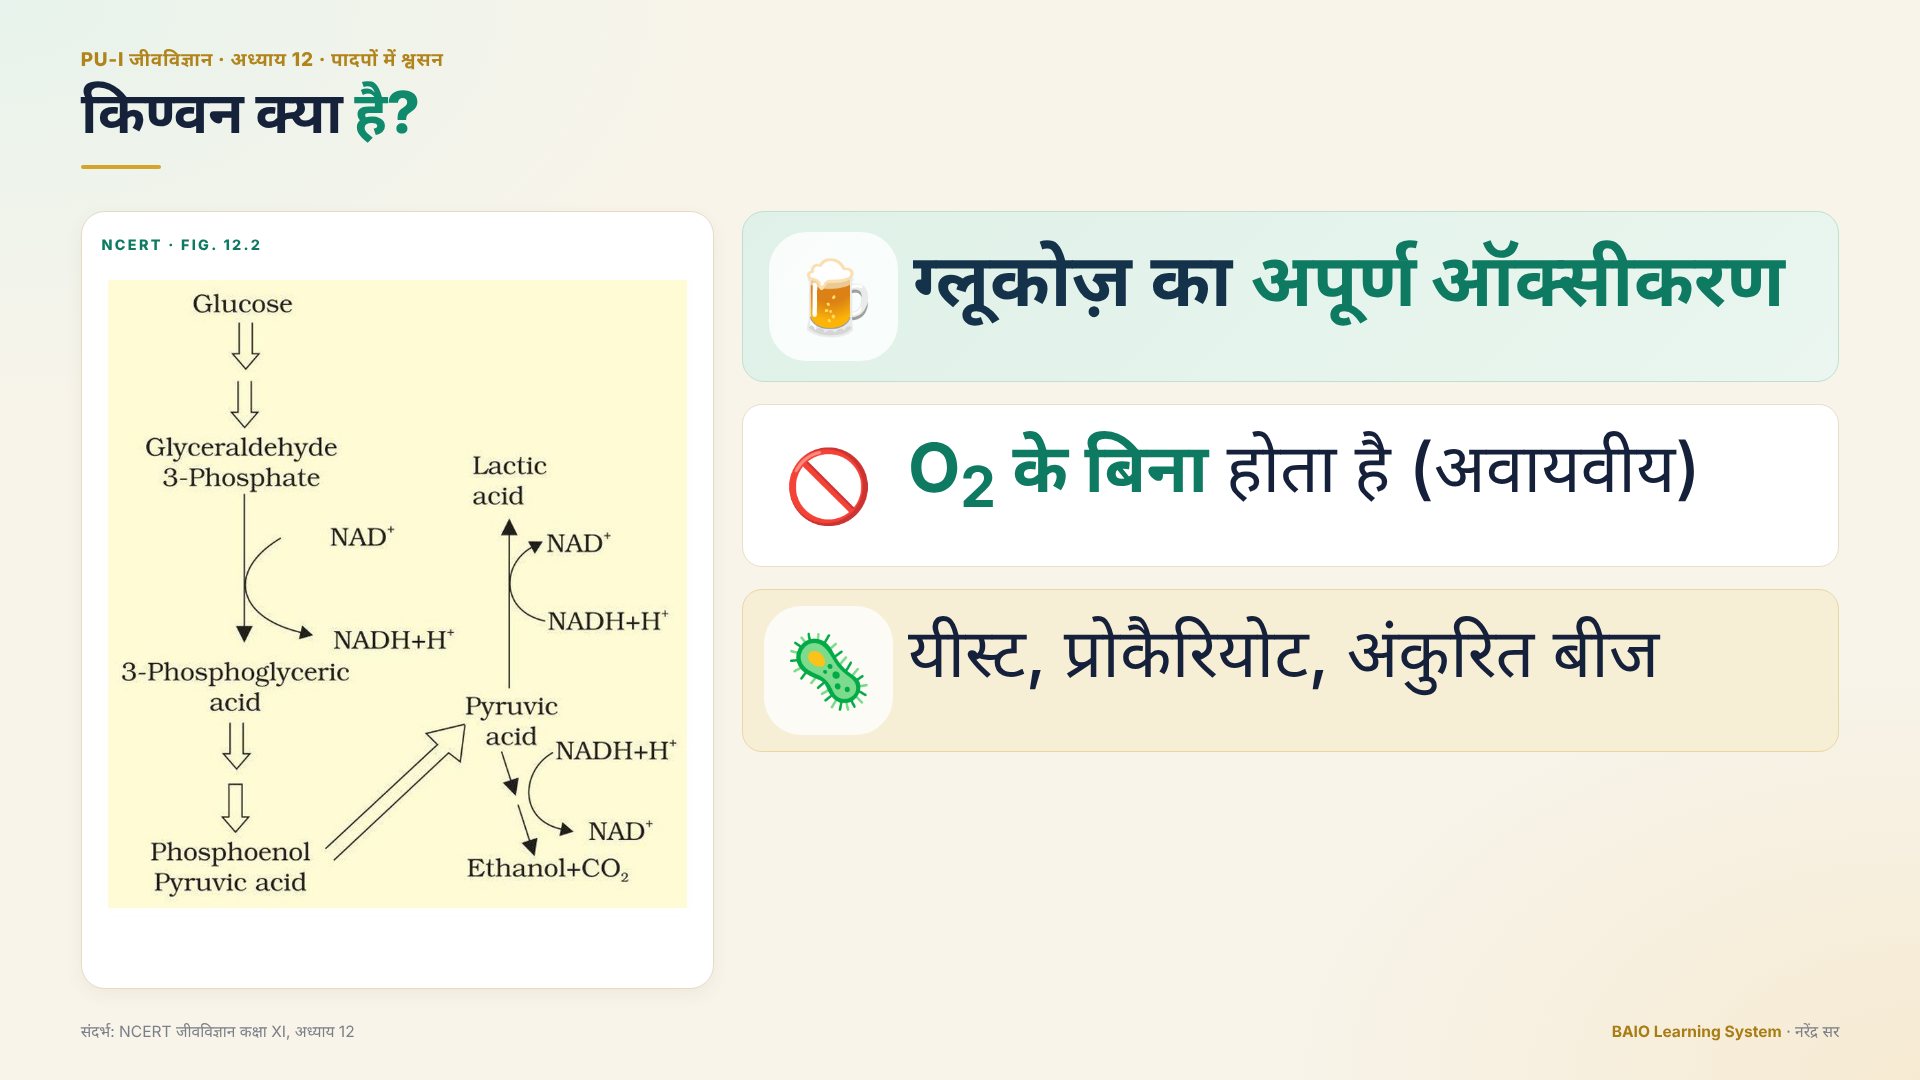 PU-I जीवविज्ञान · अध्याय 12 · पादपों में श्वसन
किण्वन क्या है?
NCERT · FIG. 12.2
Glucose
Glyceraldehyde
3-Phosphate
NAD⁺
NADH+H⁺
3-Phosphoglyceric
acid
Phosphoenol
Pyruvic acid
Lactic
acid
NAD⁺
NADH+H⁺
Pyruvic
acid
NADH+H⁺
NAD⁺
Ethanol+CO₂
ग्लूकोज़ का अपूर्ण ऑक्सीकरण
O₂ के बिना होता है (अवायवीय)
यीस्ट, प्रोकैरियोट, अंकुरित बीज
संदर्भ: NCERT जीवविज्ञान कक्षा XI, अध्याय 12
BAIO Learning System · नरेंद्र सर